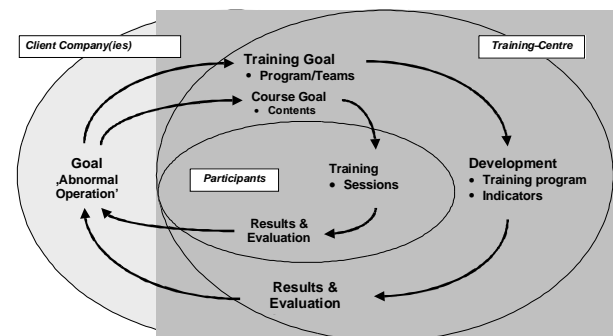 Client Company(ies)
Training-Centre
Training Goal
• Program/Teams
Course Goal
• Contents
Goal
‚Abnormal
Operation’
Participants
Training
• Sessions
Development
• Training program
• Indicators
Results &
Evaluation
Results &
Evaluation